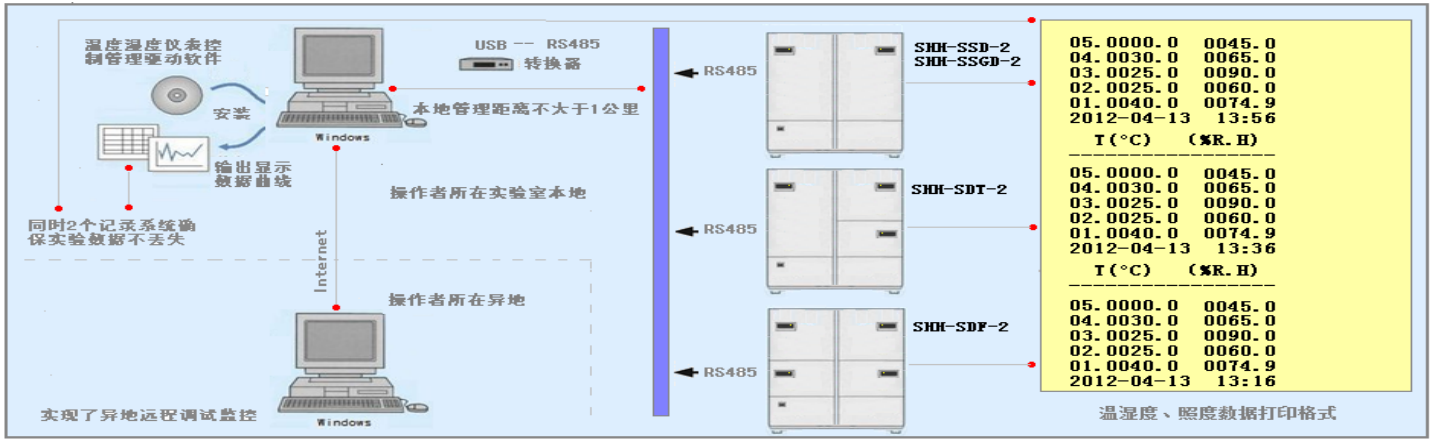 温度湿度仪表控
制管理驱动软件
安装
输出显示
数据曲线
同时2个记录系统确
保实验数据不丢失
Windows
USB -- RS485
转换器
本地管理距离不大于1公里
操作者所在实验室本地
Internet
操作者所在异地
实现了异地远程调试监控
Windows
RS485
RS485
RS485
SHH-SSD-2
SHH-SSGD-2
SHH-SDT-2
SHH-SDF-2
05.0000.0 0045.0
04.0030.0 0065.0
03.0025.0 0090.0
02.0025.0 0060.0
01.0040.0 0074.9
2012-04-13 13:56
T(°C) (%R.H)
------------------
05.0000.0 0045.0
04.0030.0 0065.0
03.0025.0 0090.0
02.0025.0 0060.0
01.0040.0 0074.9
2012-04-13 13:36
T(°C) (%R.H)
------------------
05.0000.0 0045.0
04.0030.0 0065.0
03.0025.0 0090.0
02.0025.0 0060.0
01.0040.0 0074.9
2012-04-13 13:16
温湿度、照度数据打印格式